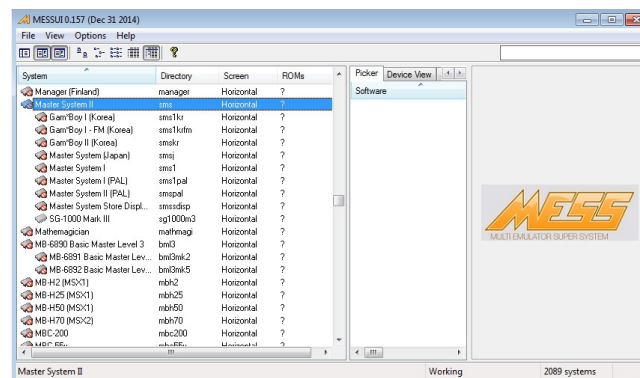 MESSUI 0.157 (Dec 31 2014)
File View Options Help
System Directory Screen ROMs
Manager (Finland) manager Horizontal ?
Master System II sms Horizontal ?
Gam*Boy I (Korea) sms1kr Horizontal ?
Gam*Boy I - FM (Korea) sms1krfm Horizontal ?
Gam*Boy II (Korea) smskr Horizontal ?
Master System (Japan) smsj Horizontal ?
Master System I sms1 Horizontal ?
Master System I (PAL) sms1pal Horizontal ?
Master System II (PAL) smspal Horizontal ?
Master System Store Displ... smssdisp Horizontal ?
SG-1000 Mark III sg1000m3 Horizontal ?
Mathemagician mathmagi Horizontal ?
MB-6890 Basic Master Level 3 bml3 Horizontal ?
MB-6891 Basic Master Lev... bml3mk2 Horizontal ?
MB-6892 Basic Master Lev... bml3mk5 Horizontal ?
MB-H2 (MSX1) mbh2 Horizontal ?
MB-H25 (MSX1) mbh25 Horizontal ?
MB-H50 (MSX1) mbh50 Horizontal ?
MB-H70 (MSX2) mbh70 Horizontal ?
MBC-200 mbc200 Horizontal ?
MBC-55x mbc55x Horizontal ?
Picker Device View
Software
MESS
MULTI EMULATOR SUPER SYSTEM
Master System II Working 2089 systems